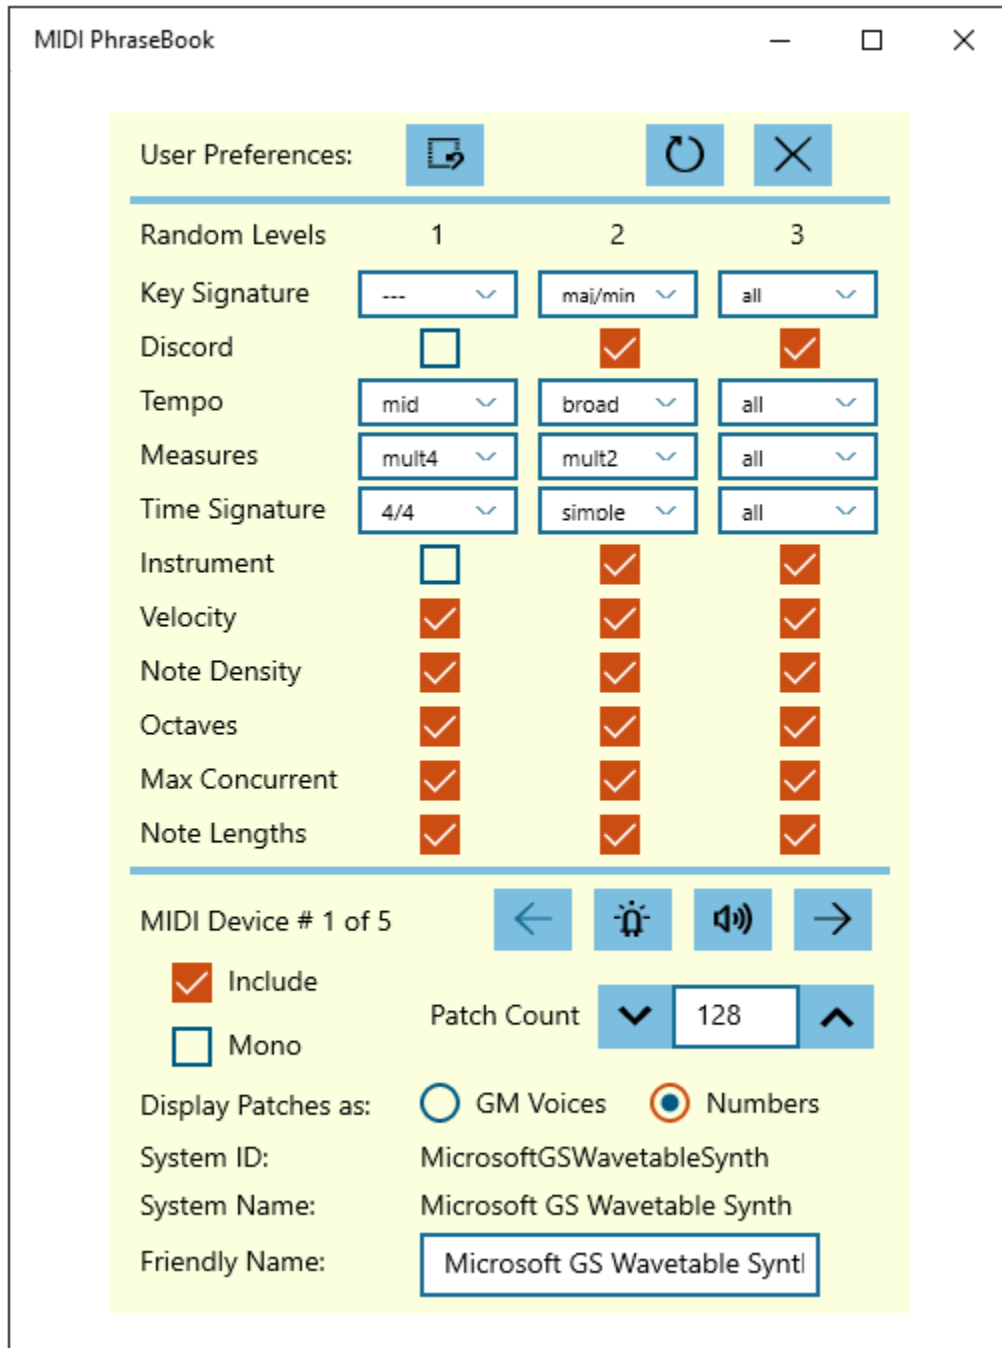 MIDI PhraseBook
User Preferences:
Random Levels 1 2 3
Key Signature --- maj/min all
Discord
Tempo mid broad all
Measures mult4 mult2 all
Time Signature 4/4 simple all
Instrument
Velocity
Note Density
Octaves
Max Concurrent
Note Lengths
MIDI Device # 1 of 5
Include
Patch Count 128
Mono
Display Patches as: GM Voices Numbers
System ID: MicrosoftGSWavetableSynth
System Name: Microsoft GS Wavetable Synth
Friendly Name: Microsoft GS Wavetable Synth